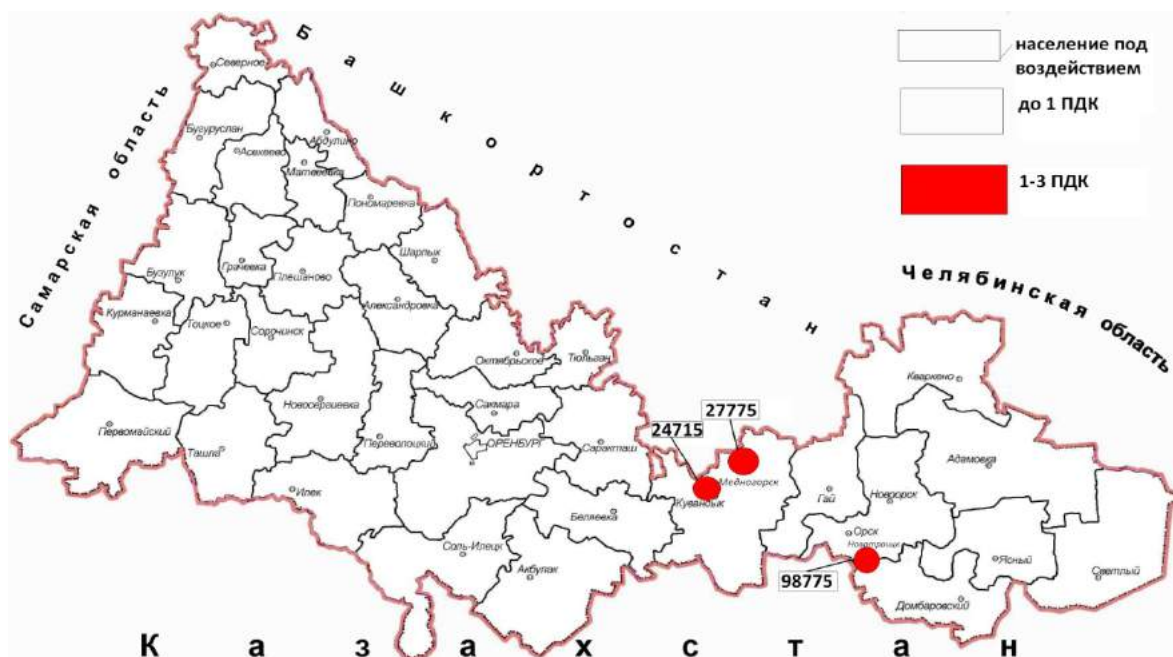 Башкортостан
Самарская область
Челябинская область
Казахстан
население под
воздействием
до 1 ПДК
1-3 ПДК
Северное
Бугуруслан
Абдулино
Асекеево
Матвеевка
Пономаревка
Шарлык
Грачевка
Плешаново
Бузулук
Александровка
Курманаевка
Тоцкое
Сорочинск
Октябрьское
Тюльган
Кваркено
Новосергиевка
Сакмара
27775
24715
Первомайский
Переволоцкий
ОРЕНБУРГ
Саракташ
Ташла
Медногорск
Адамовка
Илек
Кувандык
Гай
Новоорск
Беляевка
Орск
Новотроицк
Соль-Илецк
Акбулак
98775
Ясный
Светлый
Домбаровский